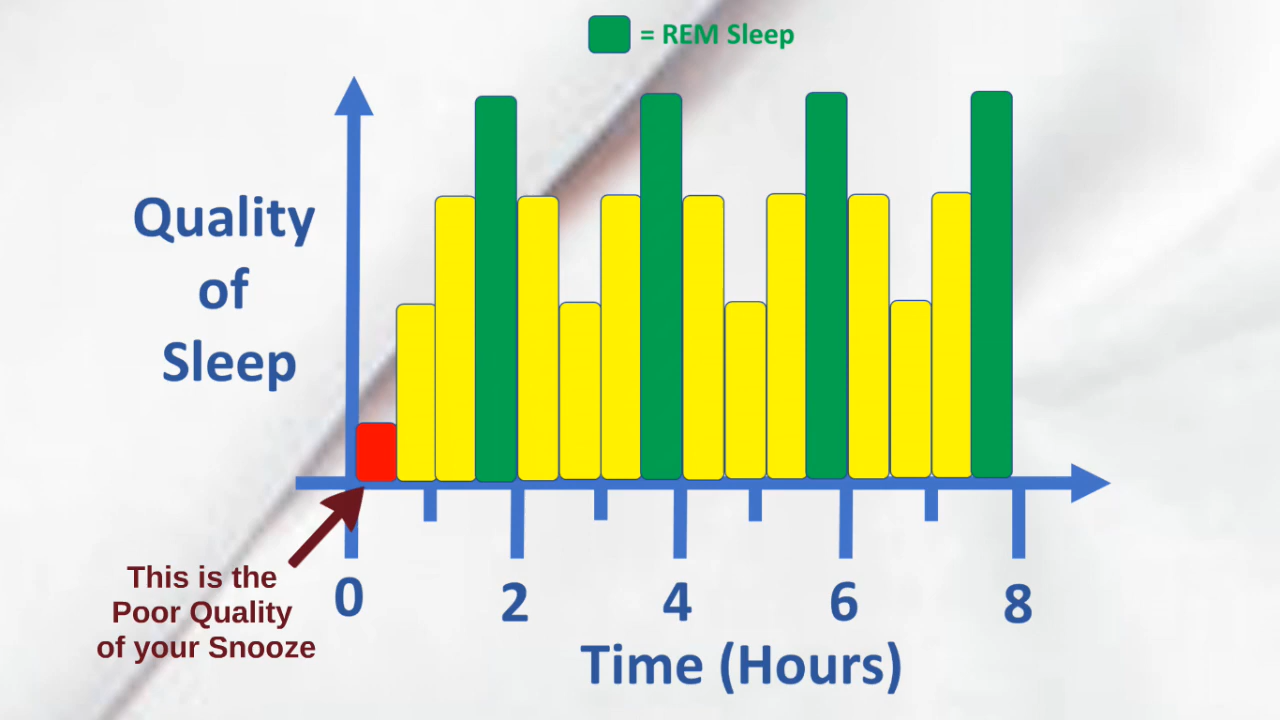 = REM Sleep
Quality
of
Sleep
This is the
Poor Quality
of your Snooze
0 2 4 6 8
Time (Hours)